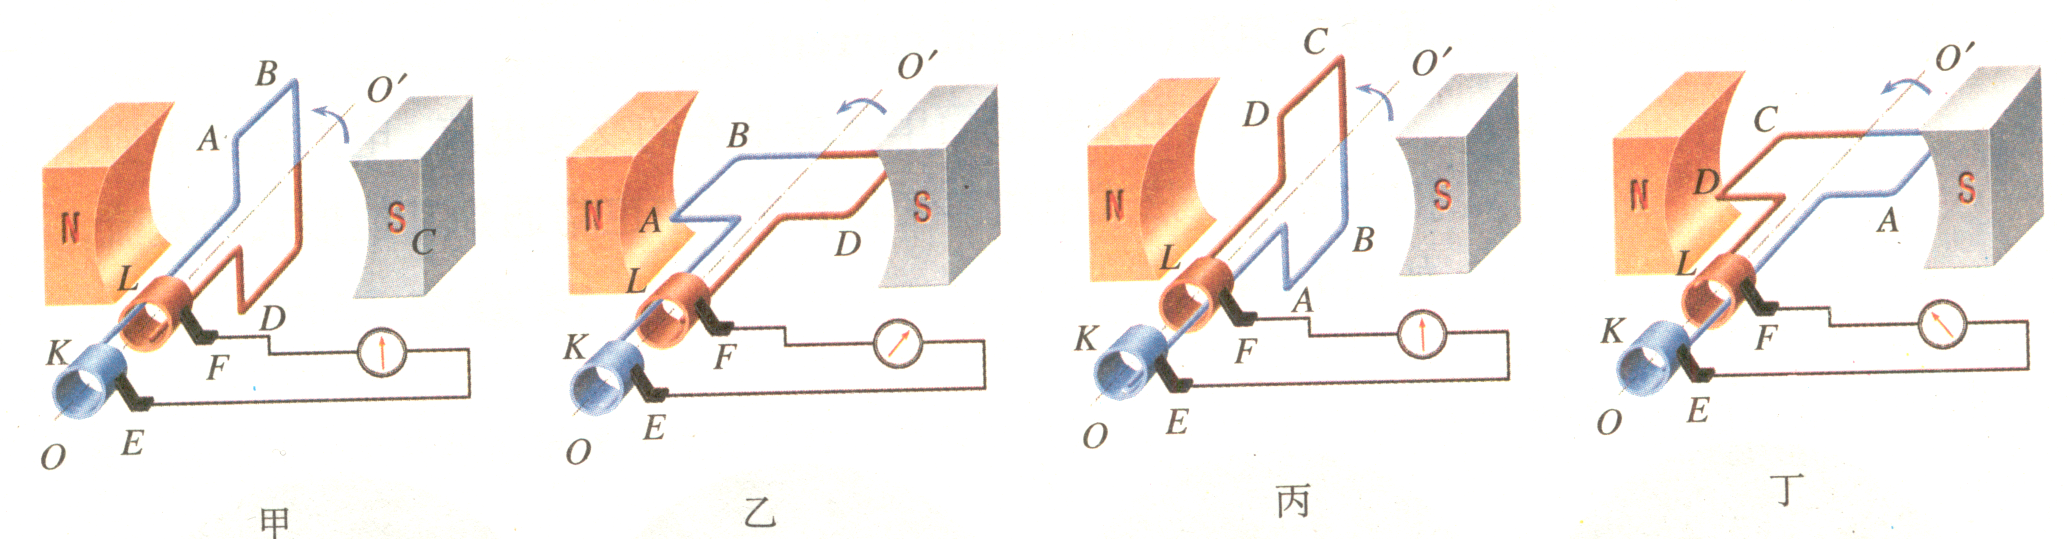 B O′
A
N S C
L
D
K F
E
O
甲
O′
B
N S
A D
L
K F
E
O
乙
C O′
D
N S
B
L
A
K F
E
O
丙
O′
C
D
N S
A
L
K F
E
O
丁